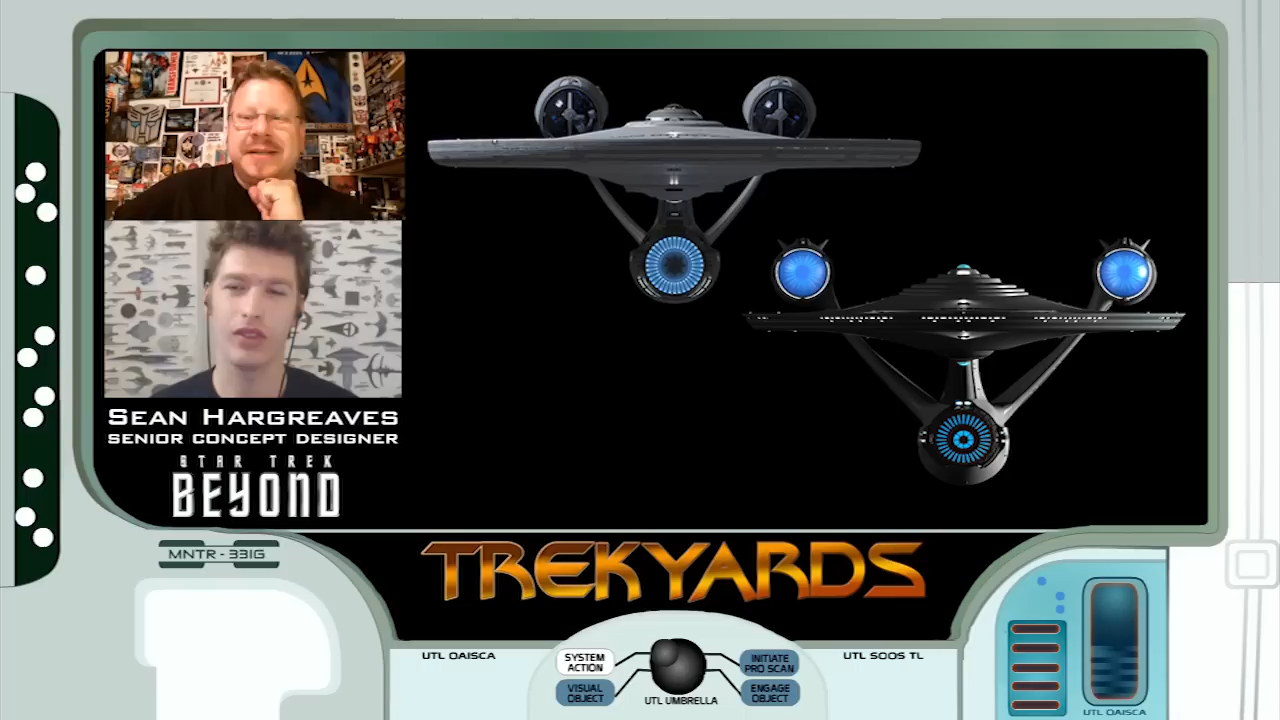 TRANSFORMERS
SEAN HARGREAVES
SENIOR CONCEPT DESIGNER
STAR TREK
BEYOND
MNTR - 331G
TREKYARDS
UTL OAISCA
SYSTEM
ACTION
VISUAL
OBJECT
UTL UMBRELLA
INITIATE
PRO SCAN
ENGAGE
OBJECT
UTL SOOS TL
UTL OAISCA